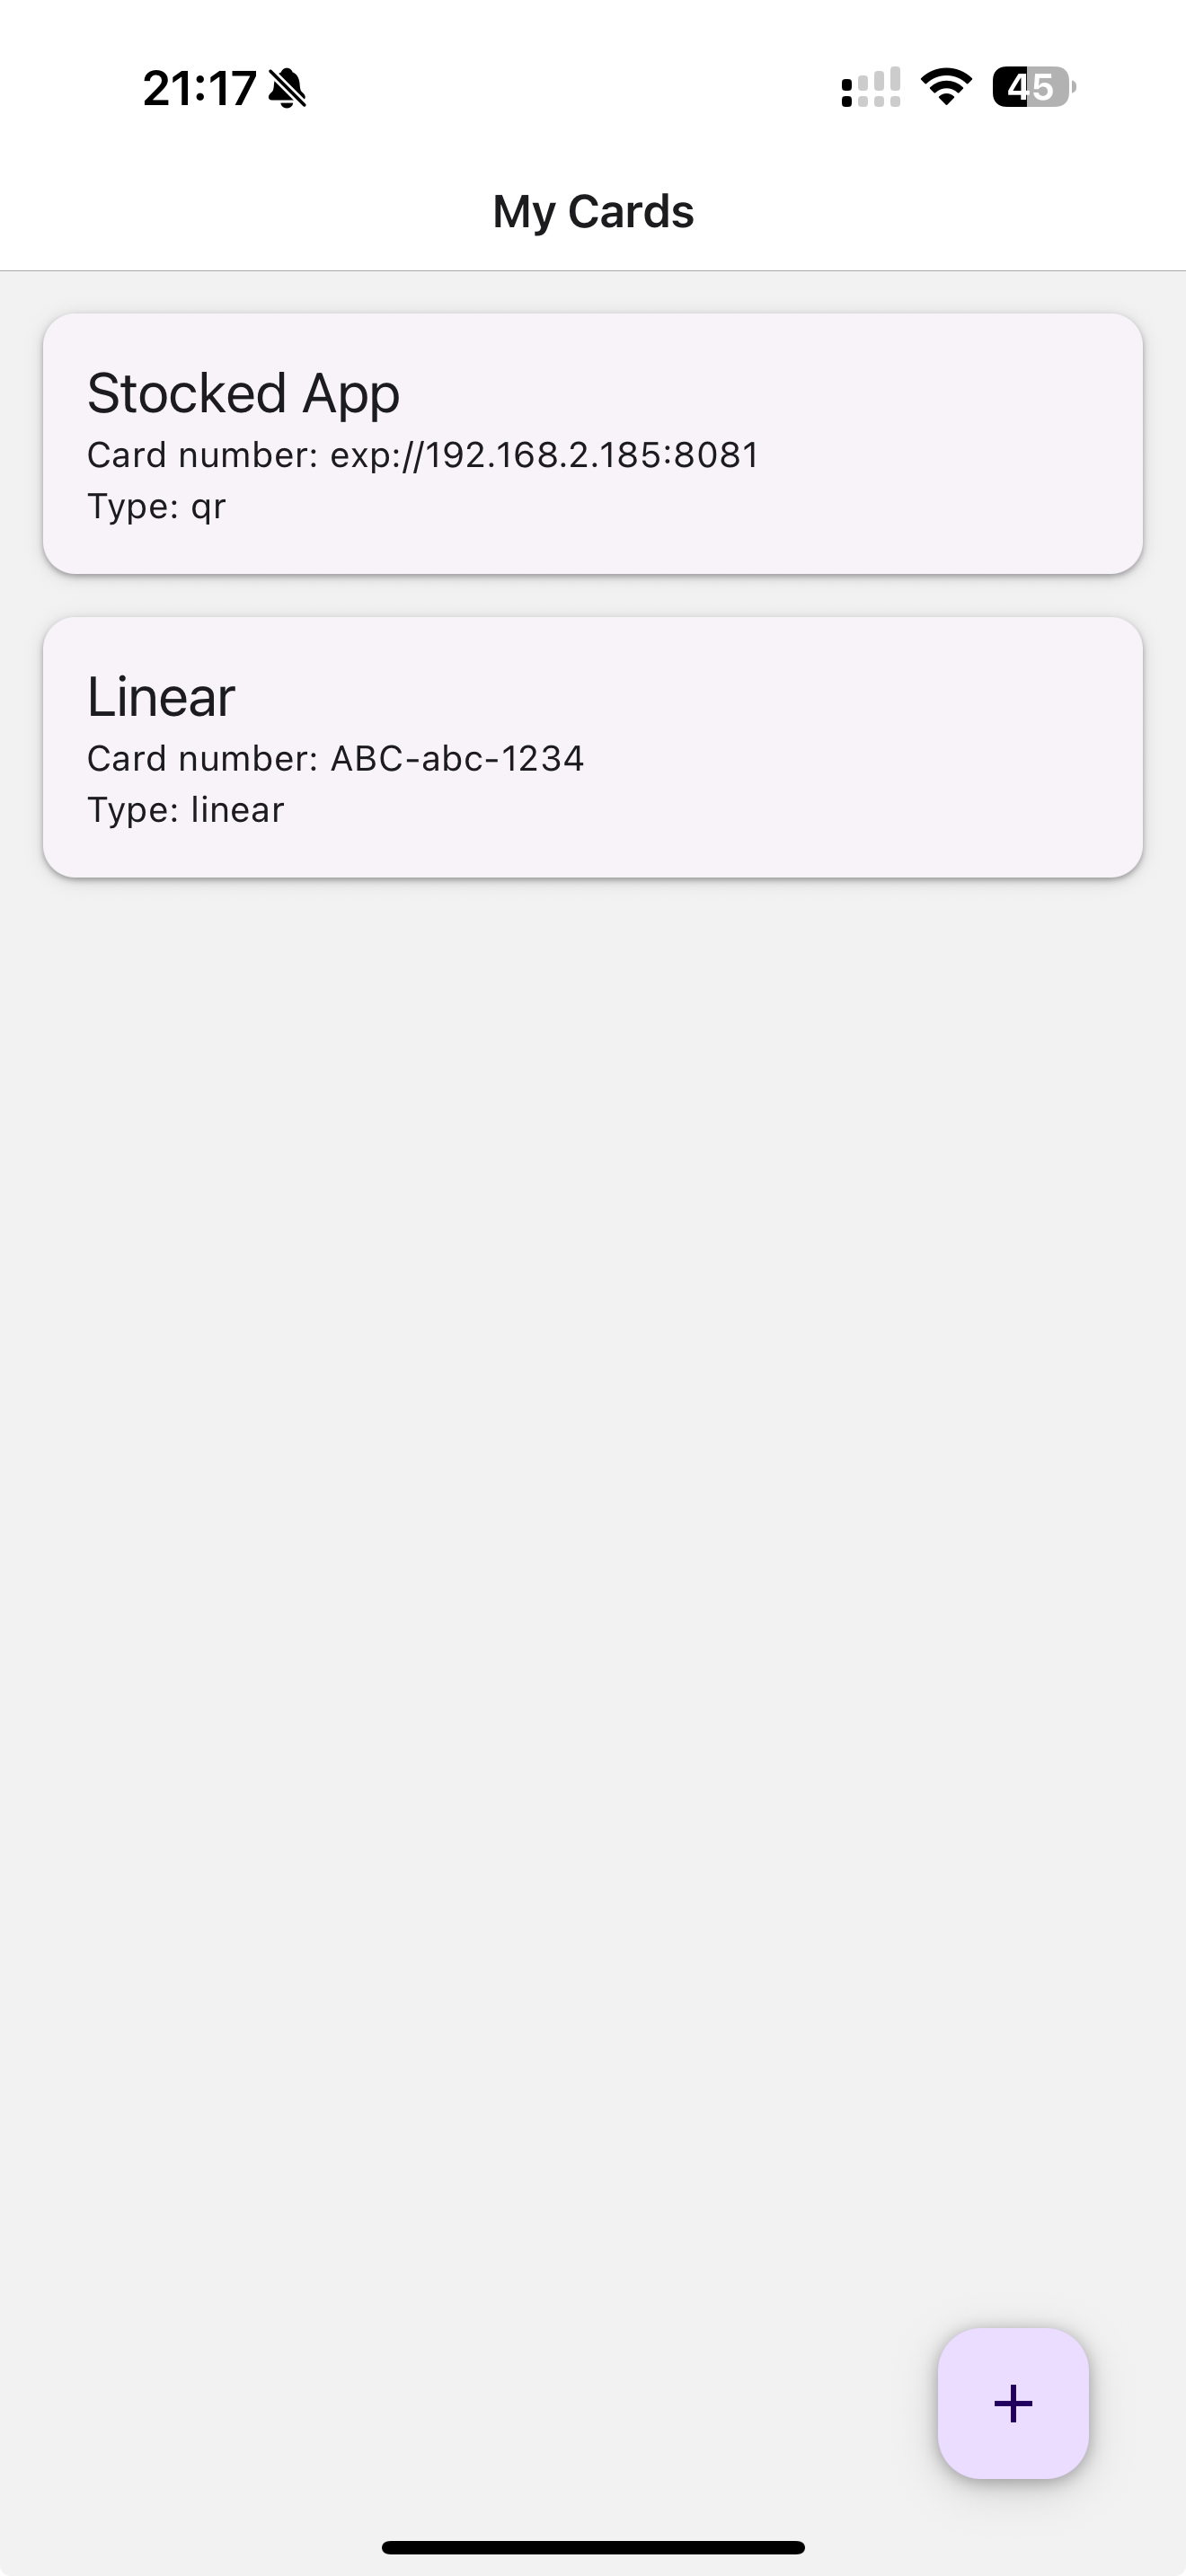 21:17
45
My Cards
Stocked App
Card number: exp://192.168.2.185:8081
Type: qr
Linear
Card number: ABC-abc-1234
Type: linear
+